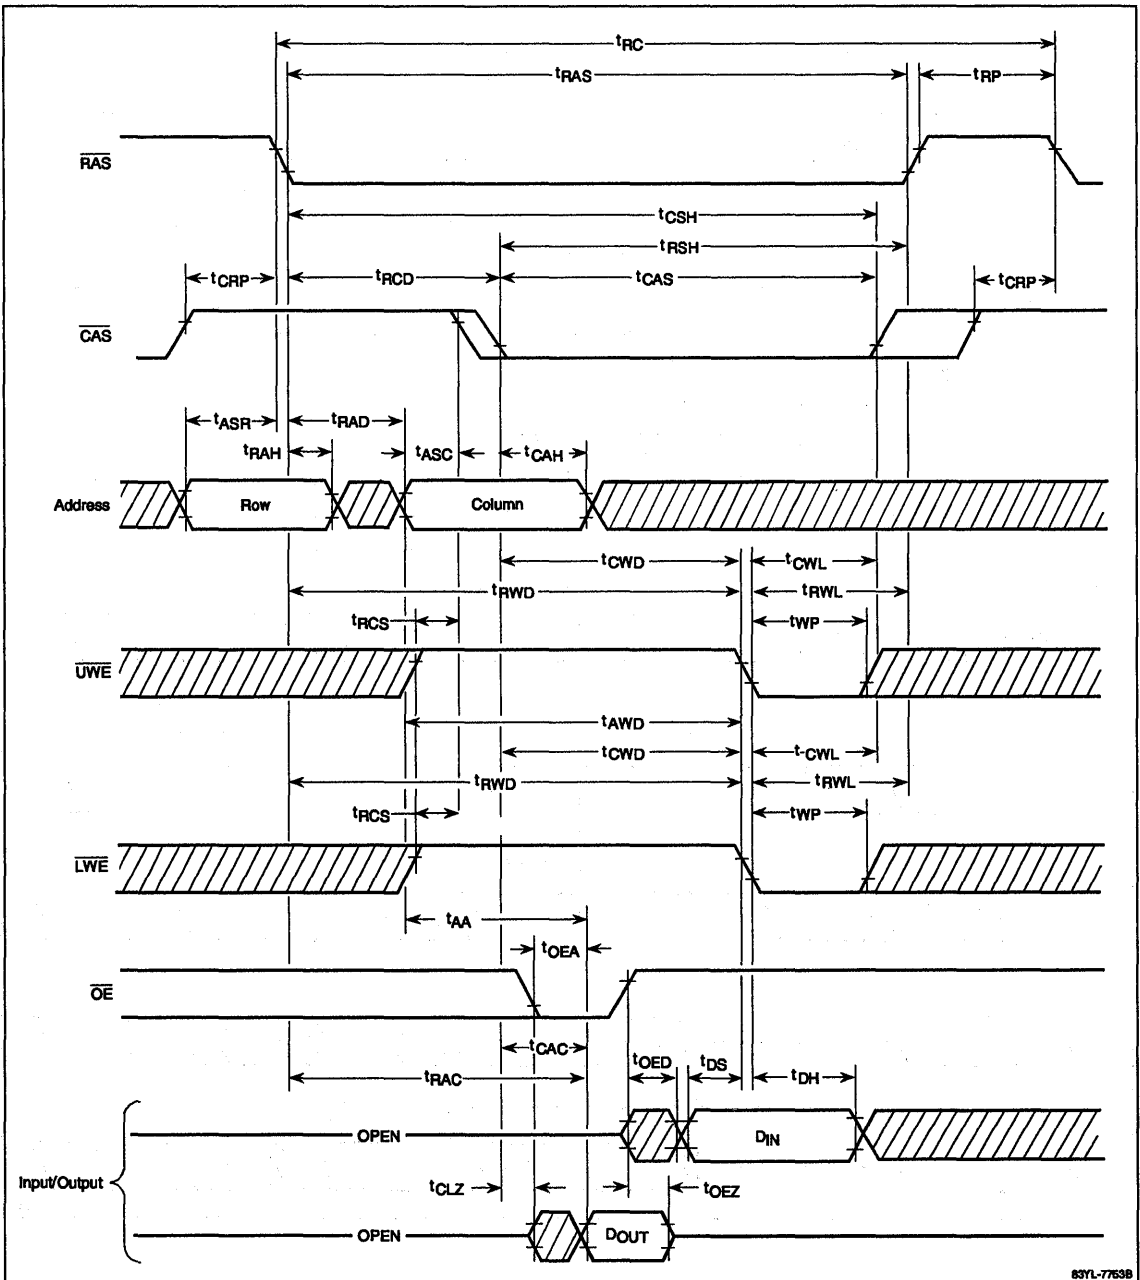 tRC
tRAS
tRP
RAS
tCSH
tRSH
tCRP
tRCD
tCAS
tCRP
CAS
tASR
tRAD
tRAH
tASC
tCAH
Address
Row
Column
tCWD
tCWL
tRWD
tRWL
tRCS
tWP
UWE
tAWD
tCWD
t-CWL
tRWD
tRWL
tRCS
tWP
LWE
tAA
tOEA
OE
tCAC
tOED
tDS
tRAC
tDH
OPEN
DIN
Input/Output
tCLZ
tOEZ
OPEN
DOUT
83YL-7753B